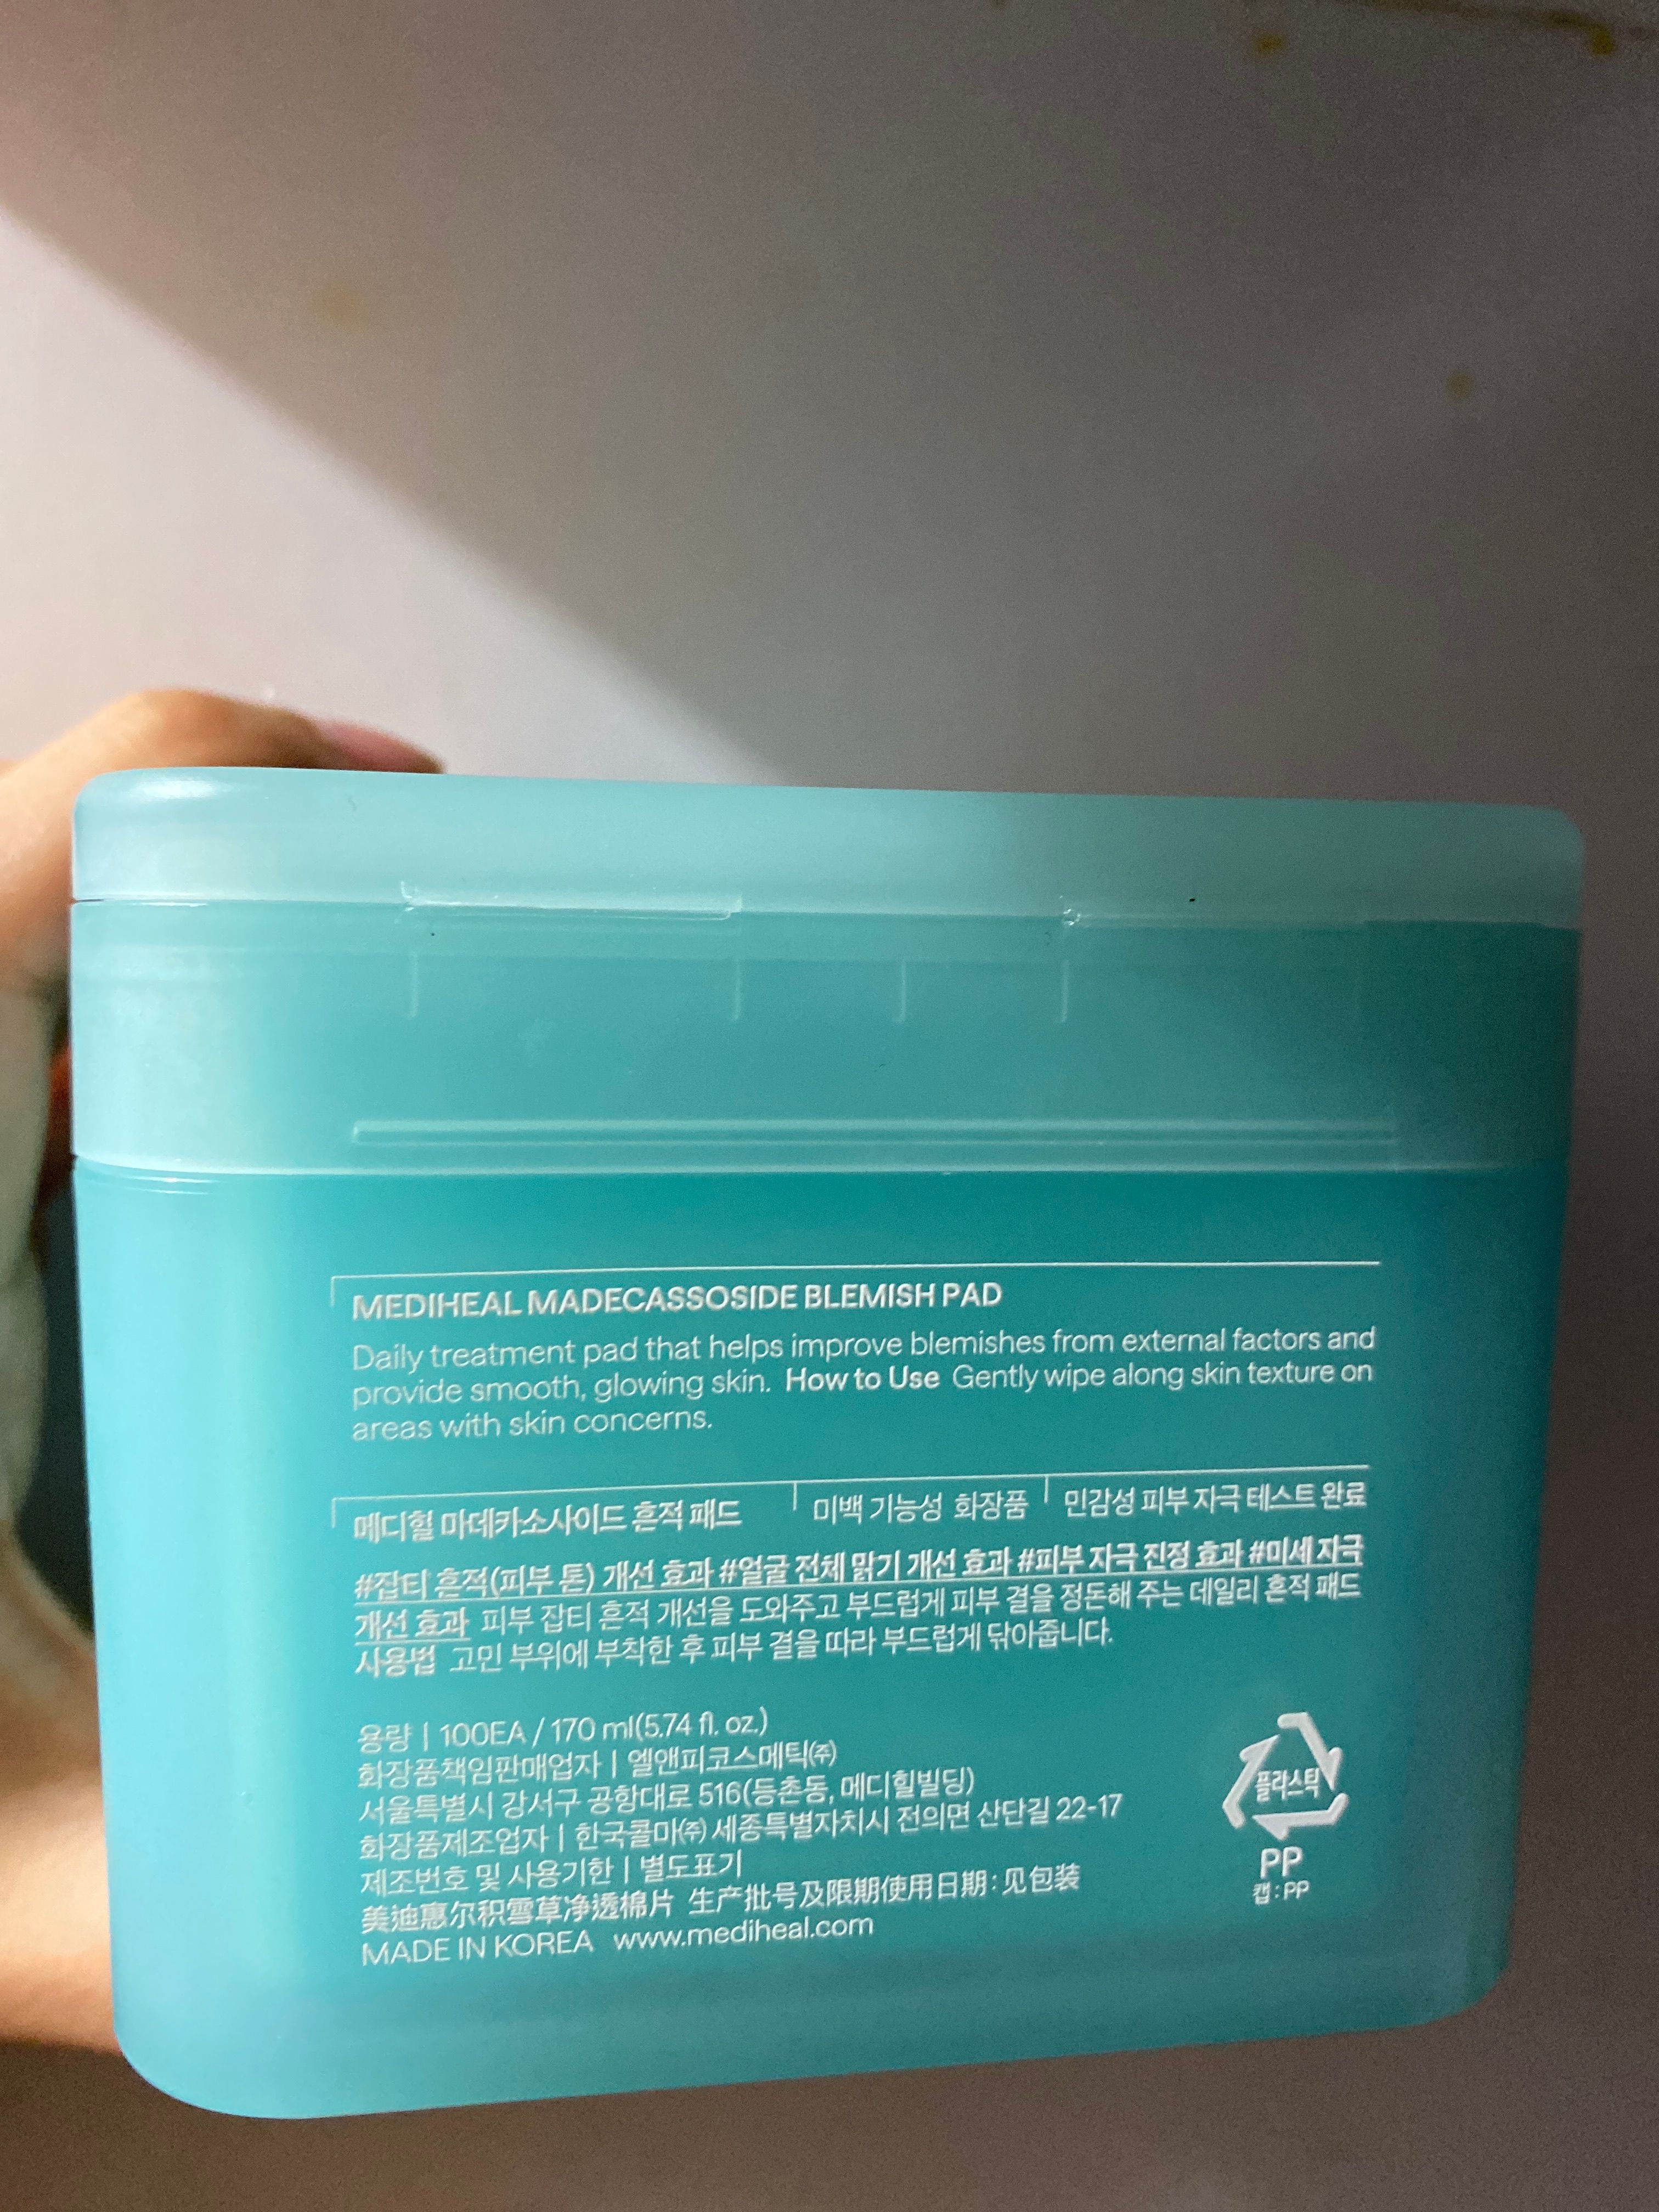 MEDIHEAL MADECASSOSIDE BLEMISH PAD
Daily treatment pad that helps improve blemishes from external factors and
provide smooth, glowing skin. How to Use Gently wipe along skin texture on
areas with skin concerns.
메디힐 마데카소사이드 흔적 패드 미백 기능성 화장품 민감성 피부 자극 테스트 완료
#잡티 흔적(피부 톤) 개선 효과 #얼굴 전체 맑기 개선 효과 #피부 자극 진정 효과 #미세 자극
개선 효과 피부 잡티 흔적 개선을 도와주고 부드럽게 피부 결을 정돈해 주는 데일리 흔적 패드
사용법 고민 부위에 부착한 후 피부 결을 따라 부드럽게 닦아줍니다.
용량 | 100EA / 170 ml(5.74 fl. oz.)
화장품책임판매업자 | 엘앤피코스메틱㈜
서울특별시 강서구 공항대로 516(등촌동, 메디힐빌딩)
화장품제조업자 | 한국콜마㈜ 세종특별자치시 전의면 산단길 22-17
제조번호 및 사용기한 | 별도표기
美迪惠尔积雪草净透棉片 生产批号及限期使用日期: 见包装
MADE IN KOREA www.mediheal.com
플라스틱
PP
캡 : PP